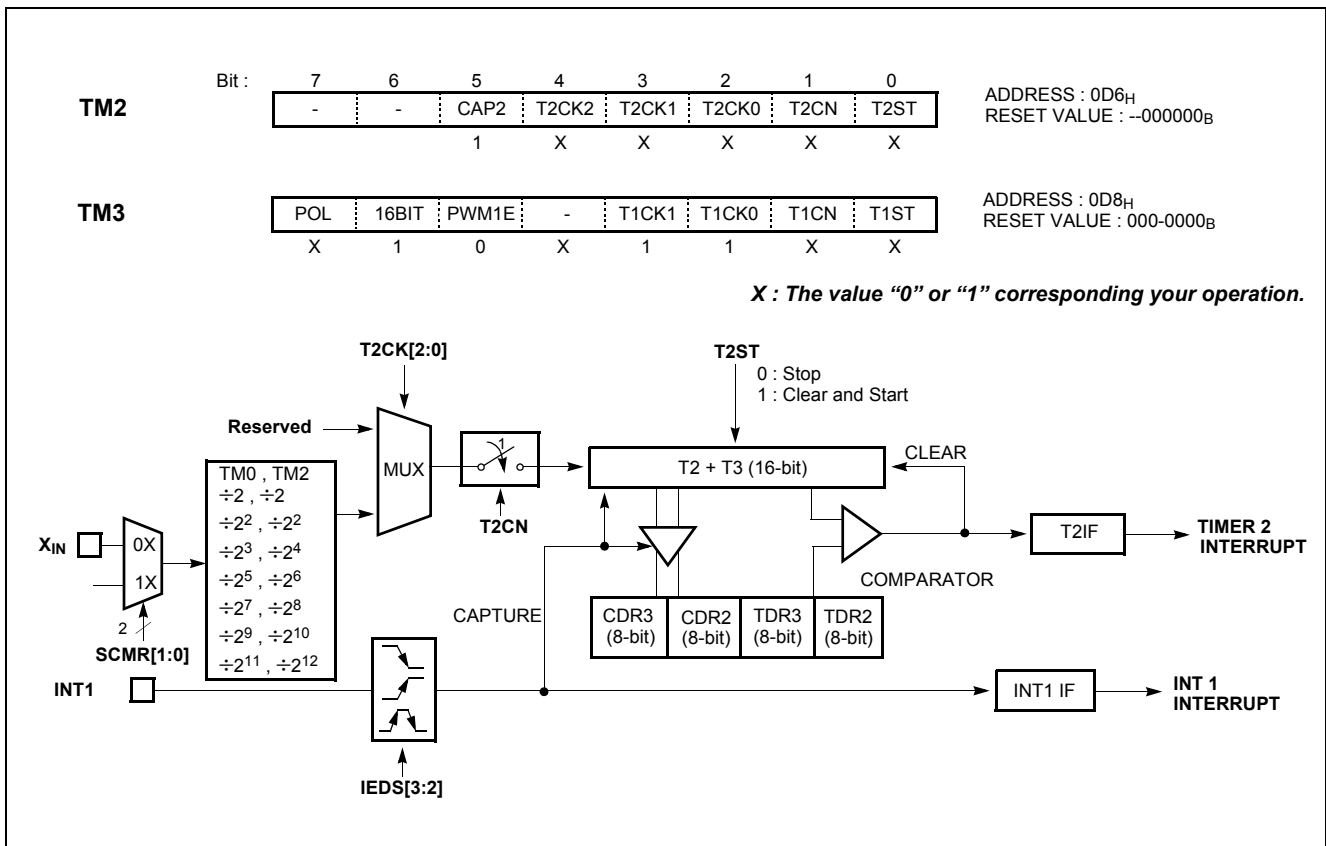 Bit : 7 6 5 4 3 2 1 0
TM2 - - CAP2 T2CK2 T2CK1 T2CK0 T2CN T2ST
ADDRESS : 0D6H
RESET VALUE : --000000B
1 X X X X X
TM3 POL 16BIT PWM1E - T1CK1 T1CK0 T1CN T1ST
ADDRESS : 0D8H
RESET VALUE : 000-0000B
X 1 0 X 1 1 X X
X : The value “0” or “1” corresponding your operation.
T2CK[2:0]
T2ST
0 : Stop
1 : Clear and Start
Reserved
MUX
1
T2CN
T2 + T3 (16-bit)
CLEAR
TM0 , TM2
÷2 , ÷2
÷2² , ÷2²
÷2³ , ÷2⁴
÷2⁵ , ÷2⁶
÷2⁷ , ÷2⁸
÷2⁹ , ÷2¹⁰
÷2¹¹ , ÷2¹²
XIN
0X
1X
2
SCMR[1:0]
COMPARATOR
T2IF
TIMER 2
INTERRUPT
CAPTURE
CDR3 CDR2 TDR3 TDR2
(8-bit) (8-bit) (8-bit) (8-bit)
INT1
IEDS[3:2]
INT1 IF
INT 1
INTERRUPT